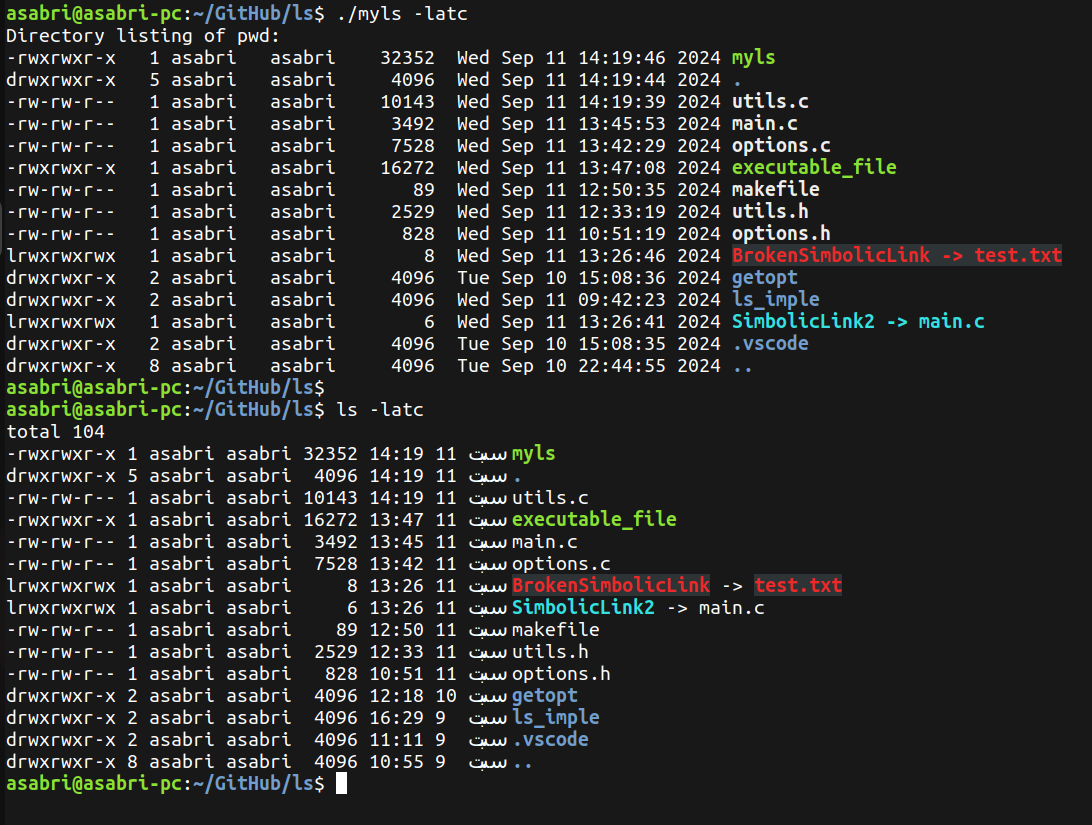 asabri@asabri-pc:~/GitHub/ls$ ./myls -latc
Directory listing of pwd:
-rwxrwxr-x   1 asabri   asabri    32352  Wed Sep 11 14:19:46 2024 myls
drwxrwxr-x   5 asabri   asabri     4096  Wed Sep 11 14:19:44 2024 .
-rw-rw-r--   1 asabri   asabri    10143  Wed Sep 11 14:19:39 2024 utils.c
-rw-rw-r--   1 asabri   asabri     3492  Wed Sep 11 13:45:53 2024 main.c
-rw-rw-r--   1 asabri   asabri     7528  Wed Sep 11 13:42:29 2024 options.c
-rwxrwxr-x   1 asabri   asabri    16272  Wed Sep 11 13:47:08 2024 executable_file
-rw-rw-r--   1 asabri   asabri       89  Wed Sep 11 12:50:35 2024 makefile
-rw-rw-r--   1 asabri   asabri     2529  Wed Sep 11 12:33:19 2024 utils.h
-rw-rw-r--   1 asabri   asabri      828  Wed Sep 11 10:51:19 2024 options.h
lrwxrwxrwx   1 asabri   asabri        8  Wed Sep 11 13:26:46 2024 BrokenSimbolicLink -> test.txt
drwxrwxr-x   2 asabri   asabri     4096  Tue Sep 10 15:08:36 2024 getopt
drwxrwxr-x   2 asabri   asabri     4096  Wed Sep 11 09:42:23 2024 ls_imple
lrwxrwxrwx   1 asabri   asabri        6  Wed Sep 11 13:26:41 2024 SimbolicLink2 -> main.c
drwxrwxr-x   2 asabri   asabri     4096  Tue Sep 10 15:08:35 2024 .vscode
drwxrwxr-x   8 asabri   asabri     4096  Tue Sep 10 22:44:55 2024 ..
asabri@asabri-pc:~/GitHub/ls$
asabri@asabri-pc:~/GitHub/ls$ ls -latc
total 104
-rwxrwxr-x 1 asabri asabri 32352 14:19 11 سبت myls
drwxrwxr-x 5 asabri asabri  4096 14:19 11 سبت .
-rw-rw-r-- 1 asabri asabri 10143 14:19 11 سبت utils.c
-rwxrwxr-x 1 asabri asabri 16272 13:47 11 سبت executable_file
-rw-rw-r-- 1 asabri asabri  3492 13:45 11 سبت main.c
-rw-rw-r-- 1 asabri asabri  7528 13:42 11 سبت options.c
lrwxrwxrwx 1 asabri asabri     8 13:26 11 سبت BrokenSimbolicLink -> test.txt
lrwxrwxrwx 1 asabri asabri     6 13:26 11 سبت SimbolicLink2 -> main.c
-rw-rw-r-- 1 asabri asabri    89 12:50 11 سبت makefile
-rw-rw-r-- 1 asabri asabri  2529 12:33 11 سبت utils.h
-rw-rw-r-- 1 asabri asabri   828 10:51 11 سبت options.h
drwxrwxr-x 2 asabri asabri  4096 12:18 10 سبت getopt
drwxrwxr-x 2 asabri asabri  4096 16:29 9  سبت ls_imple
drwxrwxr-x 2 asabri asabri  4096 11:11 9  سبت .vscode
drwxrwxr-x 8 asabri asabri  4096 10:55 9  سبت ..
asabri@asabri-pc:~/GitHub/ls$